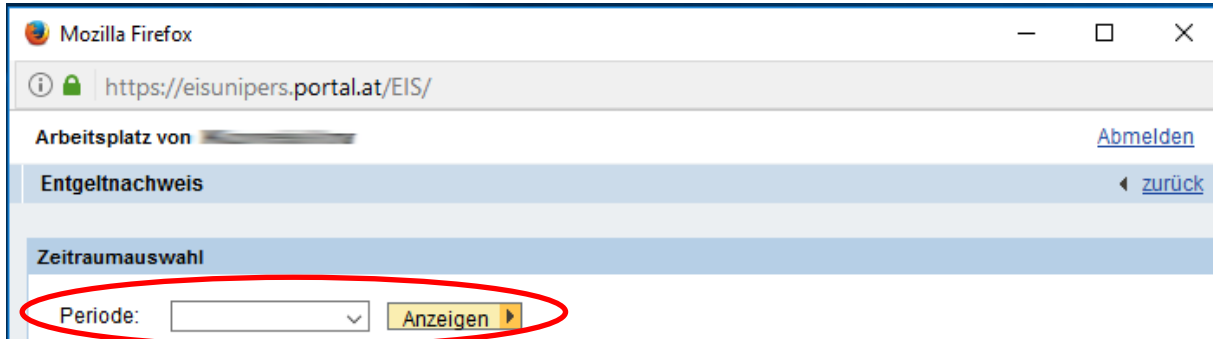 Mozilla Firefox
https://eisunipers.portal.at/EIS/
Arbeitsplatz von
Abmelden
Entgeltnachweis
zurück
Zeitraumauswahl
Periode:
Anzeigen